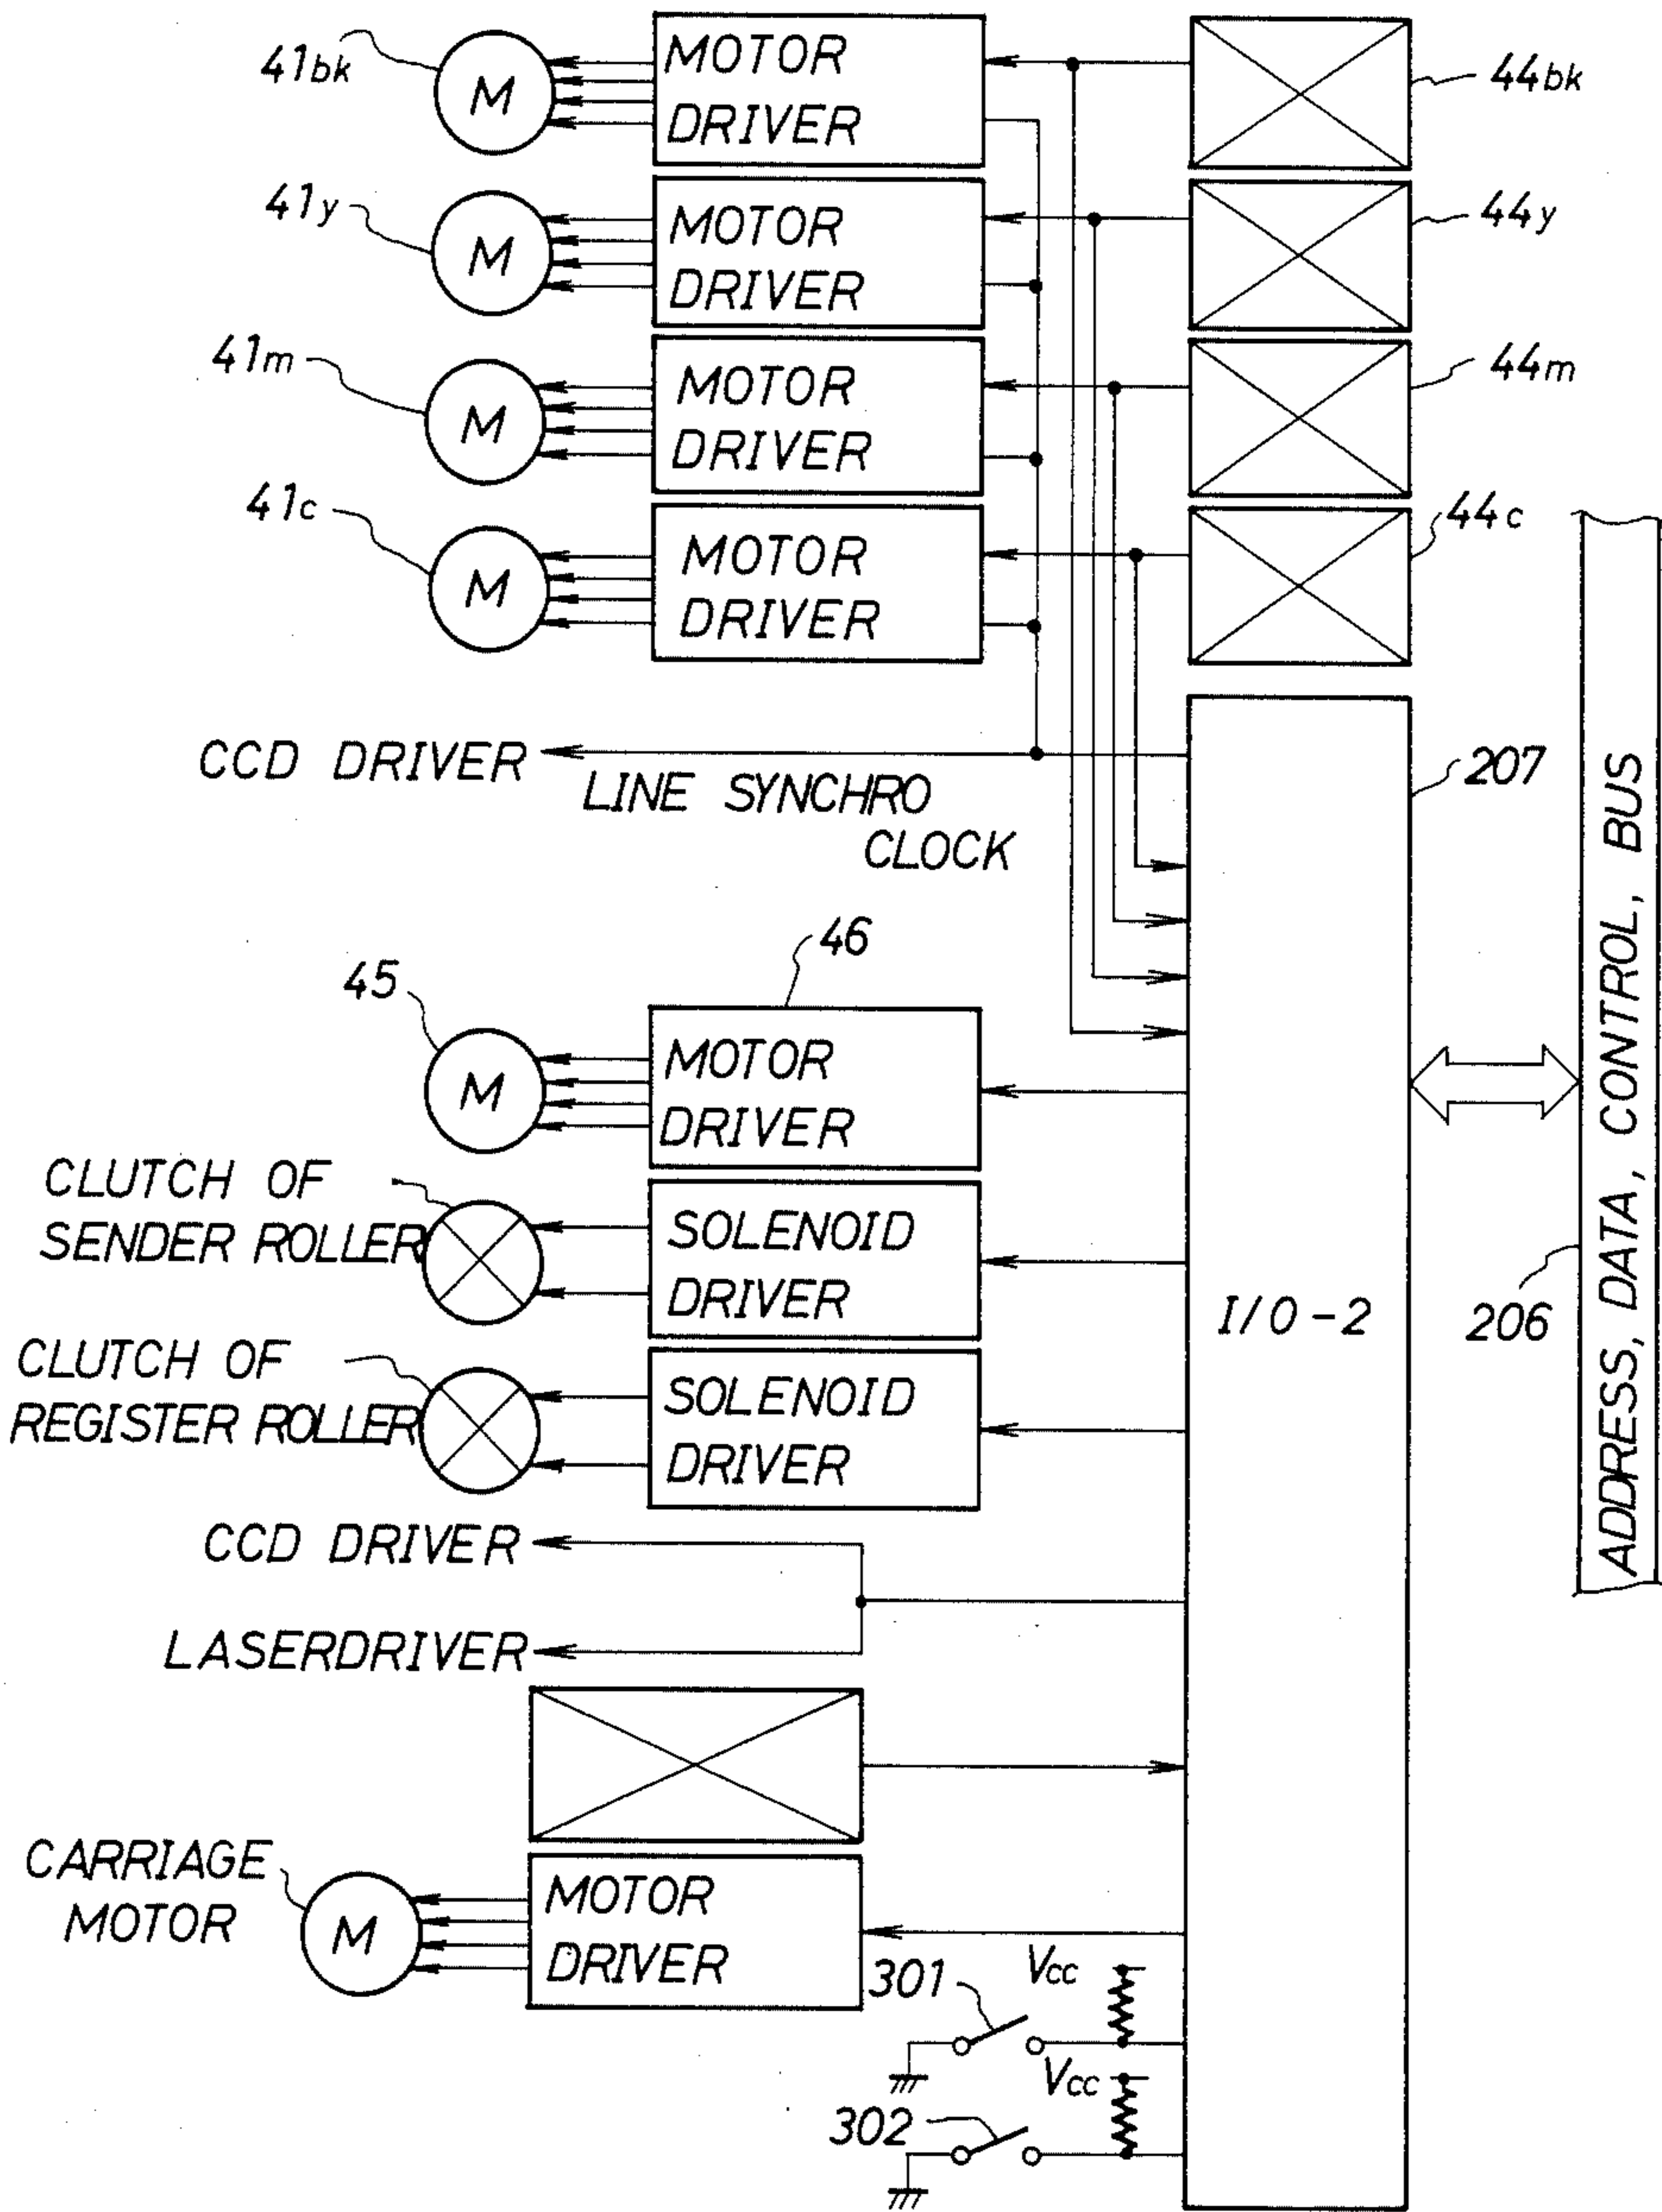 41bk
M
MOTOR
DRIVER
44bk
41y
M
MOTOR
DRIVER
44y
41m
M
MOTOR
DRIVER
44m
41c
M
MOTOR
DRIVER
44c
CCD DRIVER
LINE SYNCHRO
CLOCK
207
ADDRESS, DATA, CONTROL, BUS
45
46
M
MOTOR
DRIVER
CLUTCH OF
SENDER ROLLER
SOLENOID
DRIVER
I/O-2
206
CLUTCH OF
REGISTER ROLLER
SOLENOID
DRIVER
CCD DRIVER
LASERDRIVER
CARRIAGE
MOTOR
M
MOTOR
DRIVER
301
Vcc
Vcc
302